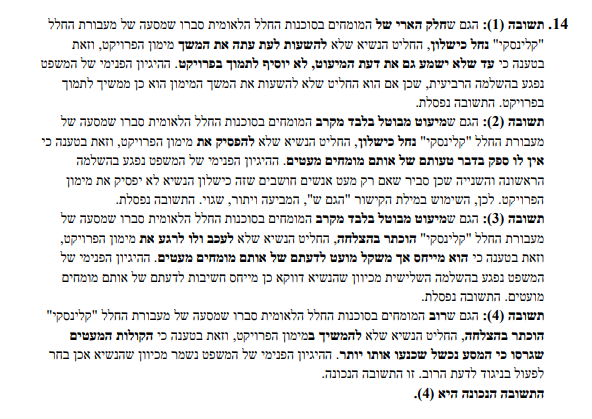 14. תשובה (1): הגם שחלק הארי של המומחים בסוכנות החלל הלאומית סברו שמסעה של מעבורת החלל
"קלינסקי" נחל כישלון, החליט הנשיא שלא להשעות לעת עתה את המשך מימון הפרויקט, וזאת
בטענה כי עד שלא ישמע גם את דעת המיעוט, לא יוסיף לתמוך בפרויקט. ההיגיון הפנימי של המשפט
נפגע בהשלמה הרביעית, שכן אם הוא החליט שלא להשעות את המשך המימון הוא כן ממשיך לתמוך
בפרויקט. התשובה נפסלת.
תשובה (2): הגם שמיעוט מבוטל בלבד מקרב המומחים בסוכנות החלל הלאומית סברו שמסעה של
מעבורת החלל "קלינסקי" נחל כישלון, החליט הנשיא שלא להפסיק את מימון הפרויקט, וזאת בטענה כי
אין לו ספק בדבר טעותם של אותם מומחים מעטים. ההיגיון הפנימי של המשפט נפגע בהשלמה
הראשונה והשנייה שכן סביר שאם רק מעט אנשים חושבים שזה כישלון הנשיא לא יפסיק את מימון
הפרויקט. לכן, השימוש במילת הקישור "הגם ש", המביעה ויתור, שגוי. התשובה נפסלת.
תשובה (3): הגם שמיעוט מבוטל בלבד מקרב המומחים בסוכנות החלל הלאומית סברו שמסעה של
מעבורת החלל "קלינסקי" הוכתר בהצלחה, החליט הנשיא שלא לעכב ולו לרגע את מימון הפרויקט,
וזאת בטענה כי הוא מייחס אך משקל מועט לדעתם של אותם מומחים מעטים. ההיגיון הפנימי של
המשפט נפגע בהשלמה השלישית מכיוון שהנשיא דווקא כן מייחס חשיבות לדעתם של אותם מומחים
מועטים. התשובה נפסלת.
תשובה (4): הגם שרוב המומחים בסוכנות החלל הלאומית סברו שמסעה של מעבורת החלל "קלינסקי"
הוכתר בהצלחה, החליט הנשיא שלא להמשיך במימון הפרויקט, וזאת בטענה כי הקולות המעטים
שגרסו כי המסע נכשל שכנעו אותו יותר. ההיגיון הפנימי של המשפט נשמר מכיוון שהנשיא אכן בחר
לפעול בניגוד לדעת הרוב. זו התשובה הנכונה.
התשובה הנכונה היא (4).